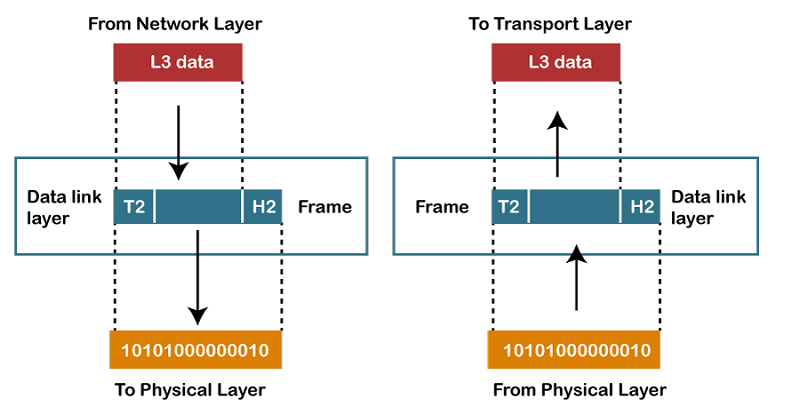 From Network Layer
L3 data
Data link
layer
T2
H2
Frame
10101000000010
To Physical Layer
To Transport Layer
L3 data
Frame
T2
H2
Data link
layer
10101000000010
From Physical Layer